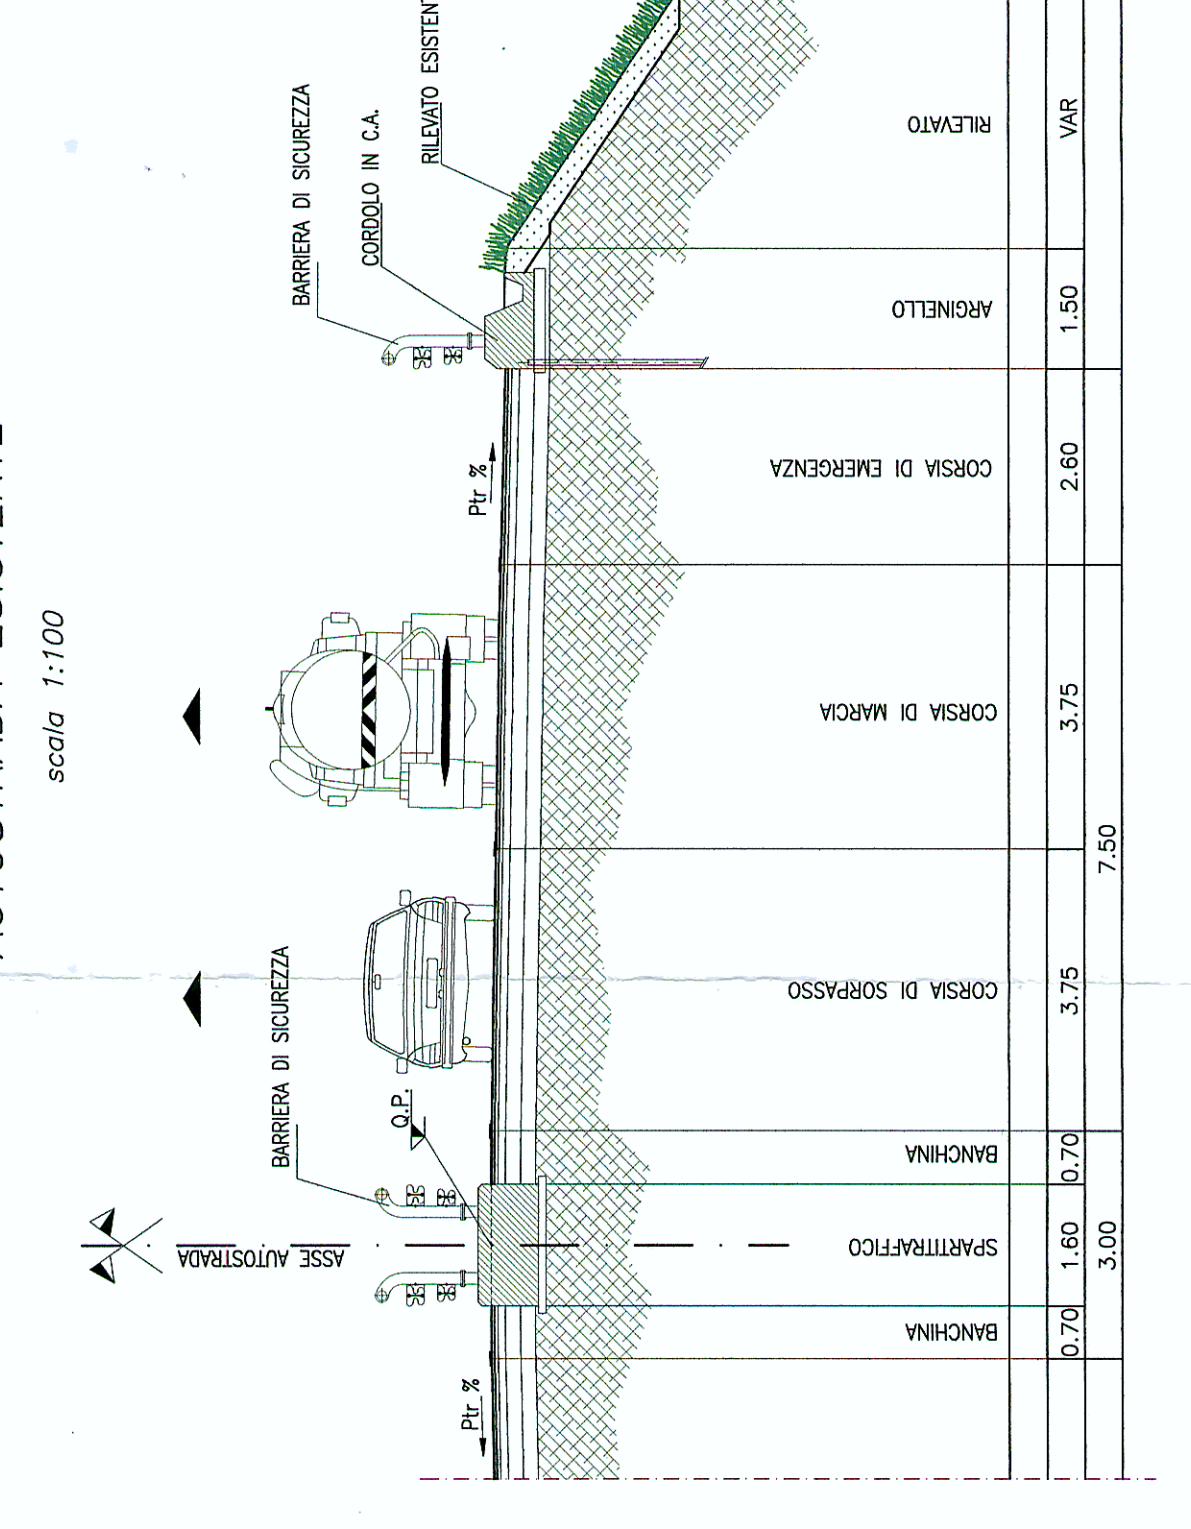 scala 1:100
BARRIERA DI SICUREZZA
CORDOLO IN C.A.
RILEVATO
BARRIERA DI SICUREZZA
Q.P.
ASSE AUTOSTRADA
Ptr %
Ptr %
BANCHINA
SPARTITRAFFICO
BANCHINA
CORSIA DI SORPASSO
CORSIA DI MARCIA
CORSIA DI EMERGENZA
ARGINELLO
RILEVATO
0.70 1.60 0.70 3.75 3.75 2.60 1.50 VAR
3.00 7.50